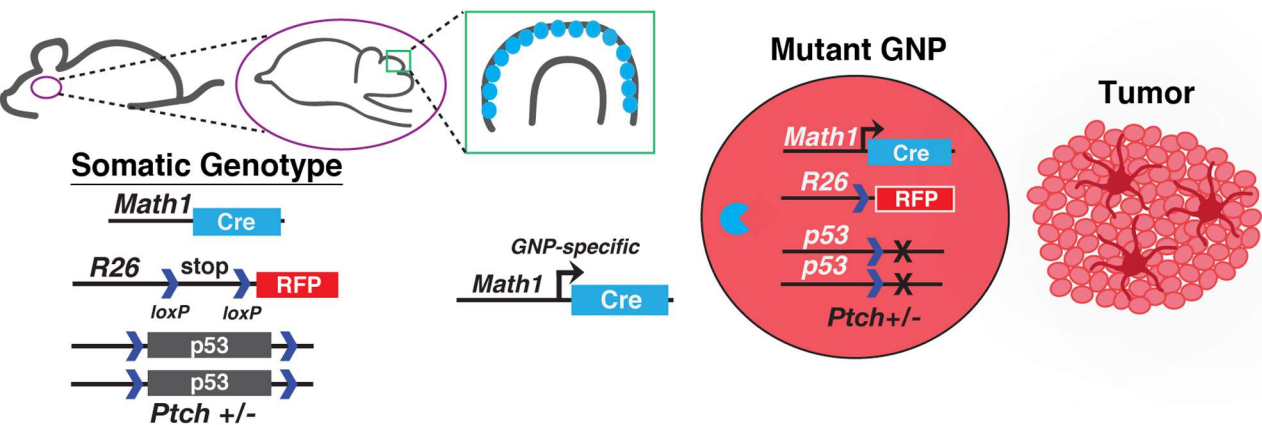 Somatic Genotype
Math1
Cre
R26 stop RFP
loxP loxP
p53
p53
Ptch +/-
GNP-specific
Math1
Cre
Mutant GNP
Math1
Cre
R26
RFP
p53
X
p53
X
Ptch+/-
Tumor